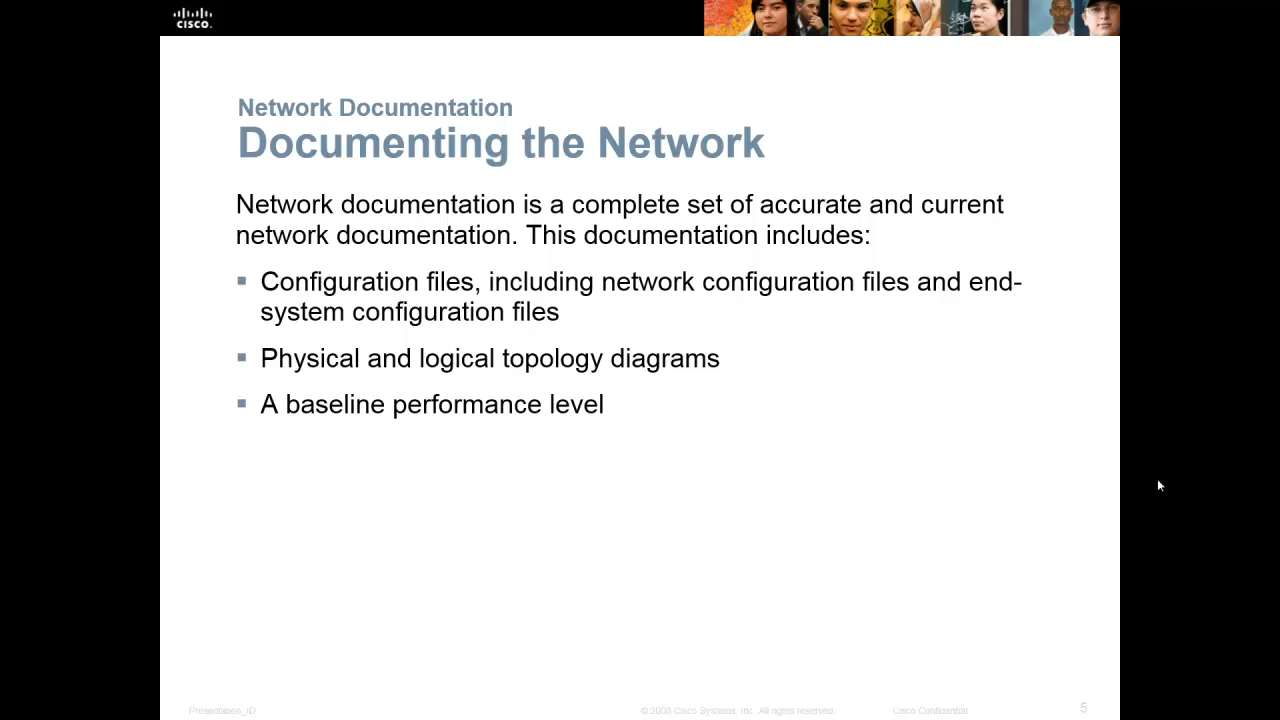 CISCO.
Network Documentation
Documenting the Network
Network documentation is a complete set of accurate and current
network documentation. This documentation includes:
Configuration files, including network configuration files and end-
system configuration files
Physical and logical topology diagrams
A baseline performance level
Presentation_ID
© 2008 Cisco Systems, Inc. All rights reserved.
Cisco Confidential
5